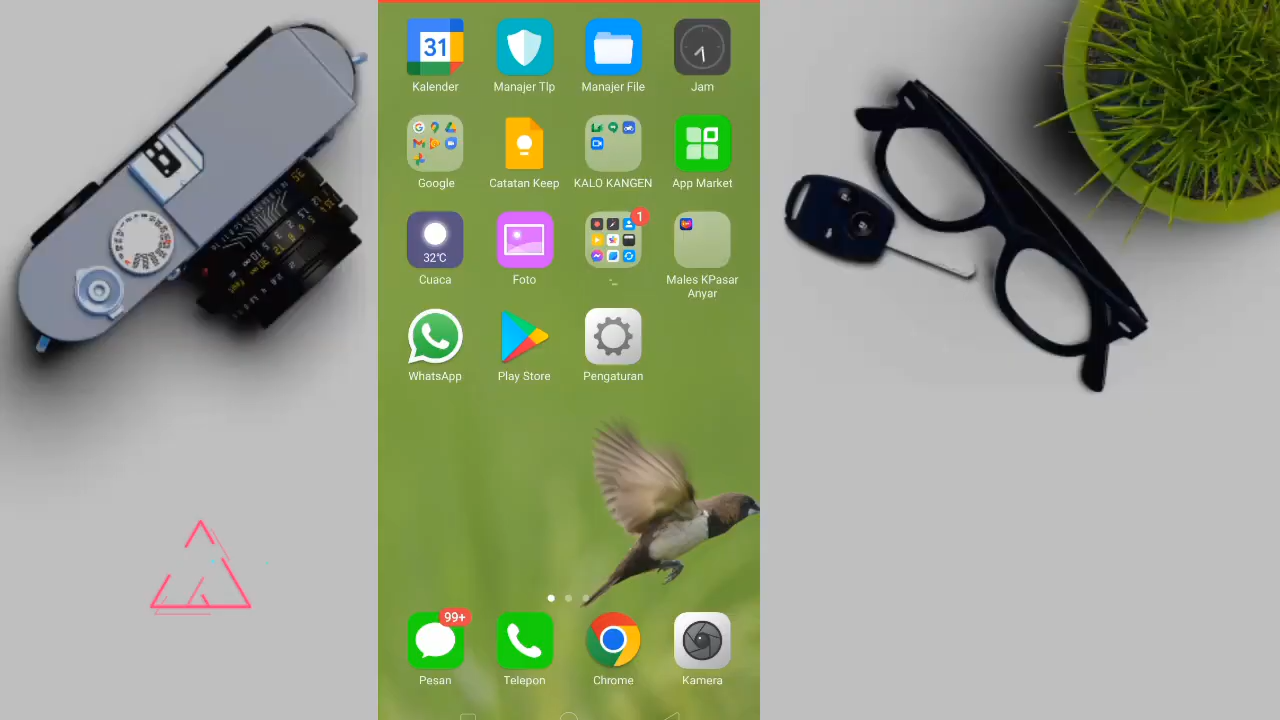 31
Kalender
Manajer Tlp
Manajer File
Jam
Google
Catatan Keep
KALO KANGEN
App Market
32°C
1
Cuaca
Foto
-_
Males KPasar
Anyar
WhatsApp
Play Store
Pengaturan
99+
Pesan
Telepon
Chrome
Kamera